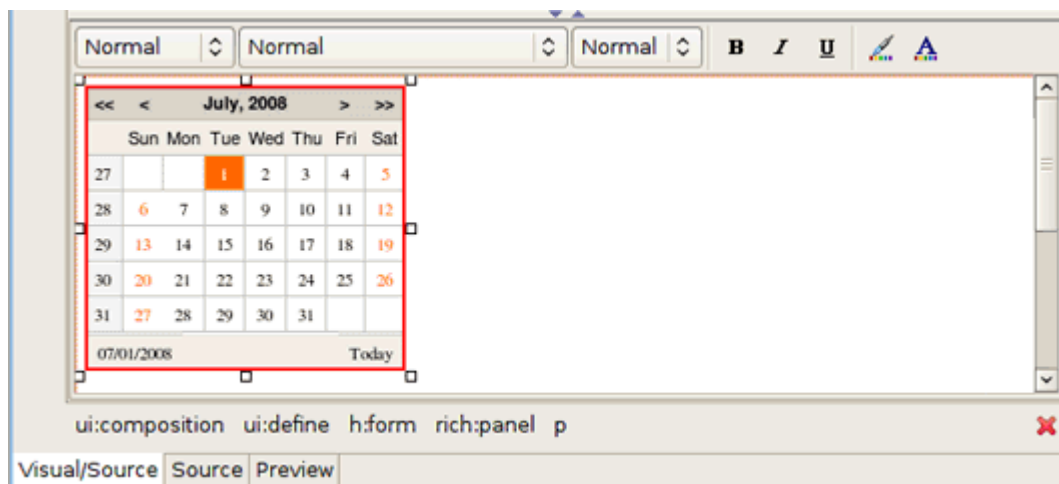 Normal Normal Normal B I U A
<< < July, 2008 > >>
Sun Mon Tue Wed Thu Fri Sat
27 1 2 3 4 5
28 6 7 8 9 10 11 12
29 13 14 15 16 17 18 19
30 20 21 22 23 24 25 26
31 27 28 29 30 31
07/01/2008 Today
ui:composition ui:define h:form rich:panel p
Visual/Source Source Preview